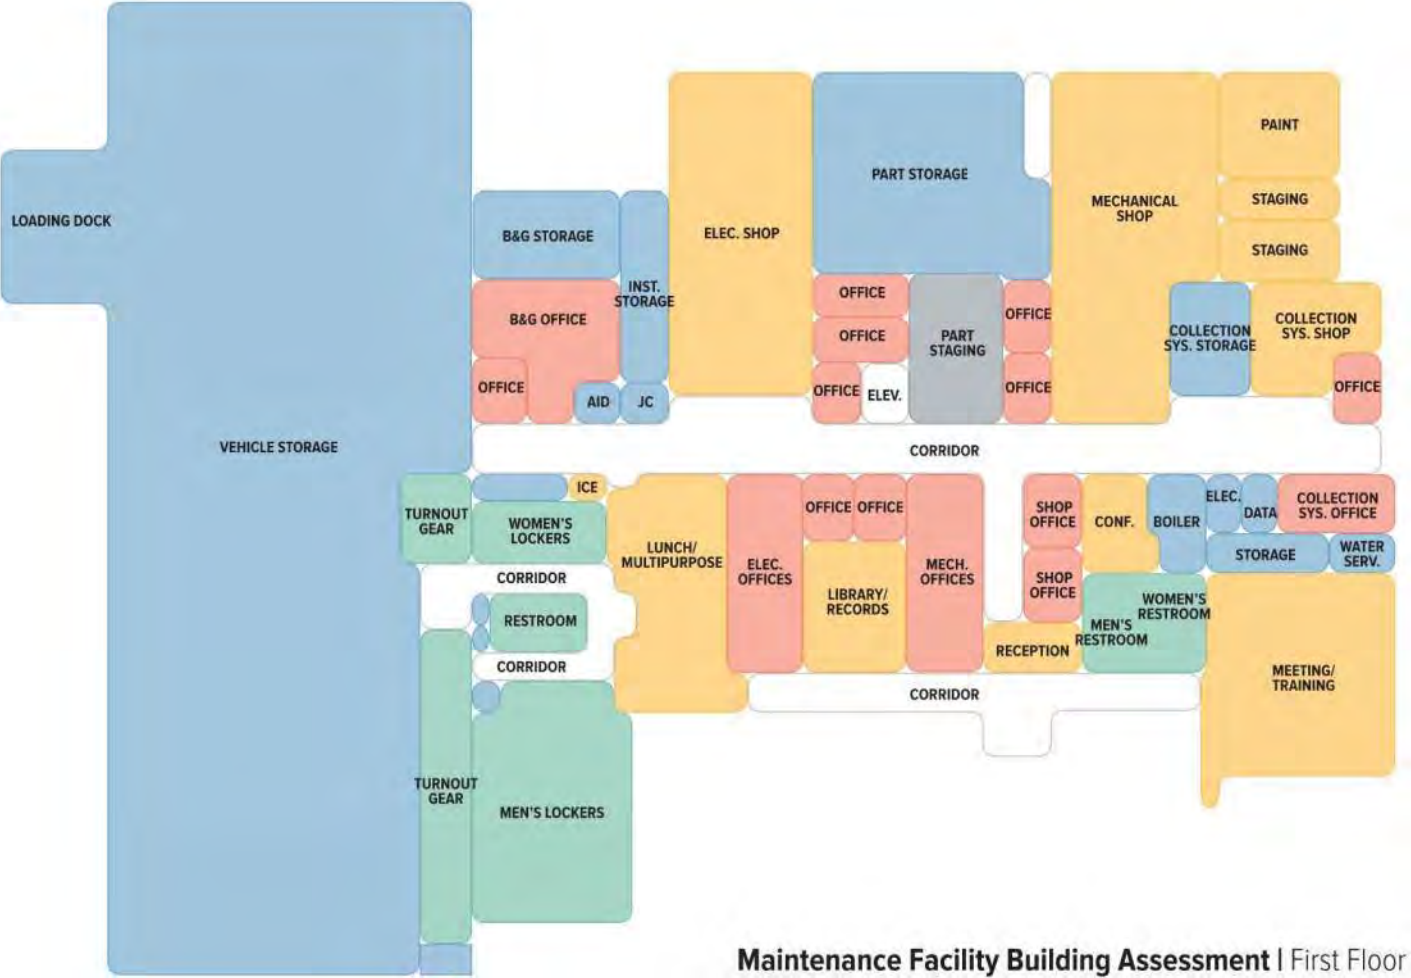 PAINT
PART STORAGE
STAGING
MECHANICAL
SHOP
LOADING DOCK
ELEC. SHOP
B&G STORAGE
STAGING
INST.
STORAGE
OFFICE
OFFICE
B&G OFFICE
COLLECTION
SYS. SHOP
COLLECTION
SYS. STORAGE
OFFICE
PART
STAGING
OFFICE
OFFICE
OFFICE
OFFICE
OFFICE
ELEV.
AID
JC
VEHICLE STORAGE
CORRIDOR
ICE
TURNOUT
GEAR
WOMEN'S
LOCKERS
OFFICE
OFFICE
SHOP
OFFICE
CONF.
BOILER
ELEC.
DATA
COLLECTION
SYS. OFFICE
LUNCH/
MULTIPURPOSE
STORAGE
WATER
SERV.
ELEC.
OFFICES
MECH.
OFFICES
CORRIDOR
SHOP
OFFICE
LIBRARY/
RECORDS
WOMEN'S
RESTROOM
RESTROOM
MEN'S
RESTROOM
RECEPTION
CORRIDOR
MEETING/
TRAINING
CORRIDOR
TURNOUT
GEAR
MEN'S LOCKERS
Maintenance Facility Building Assessment | First Floor